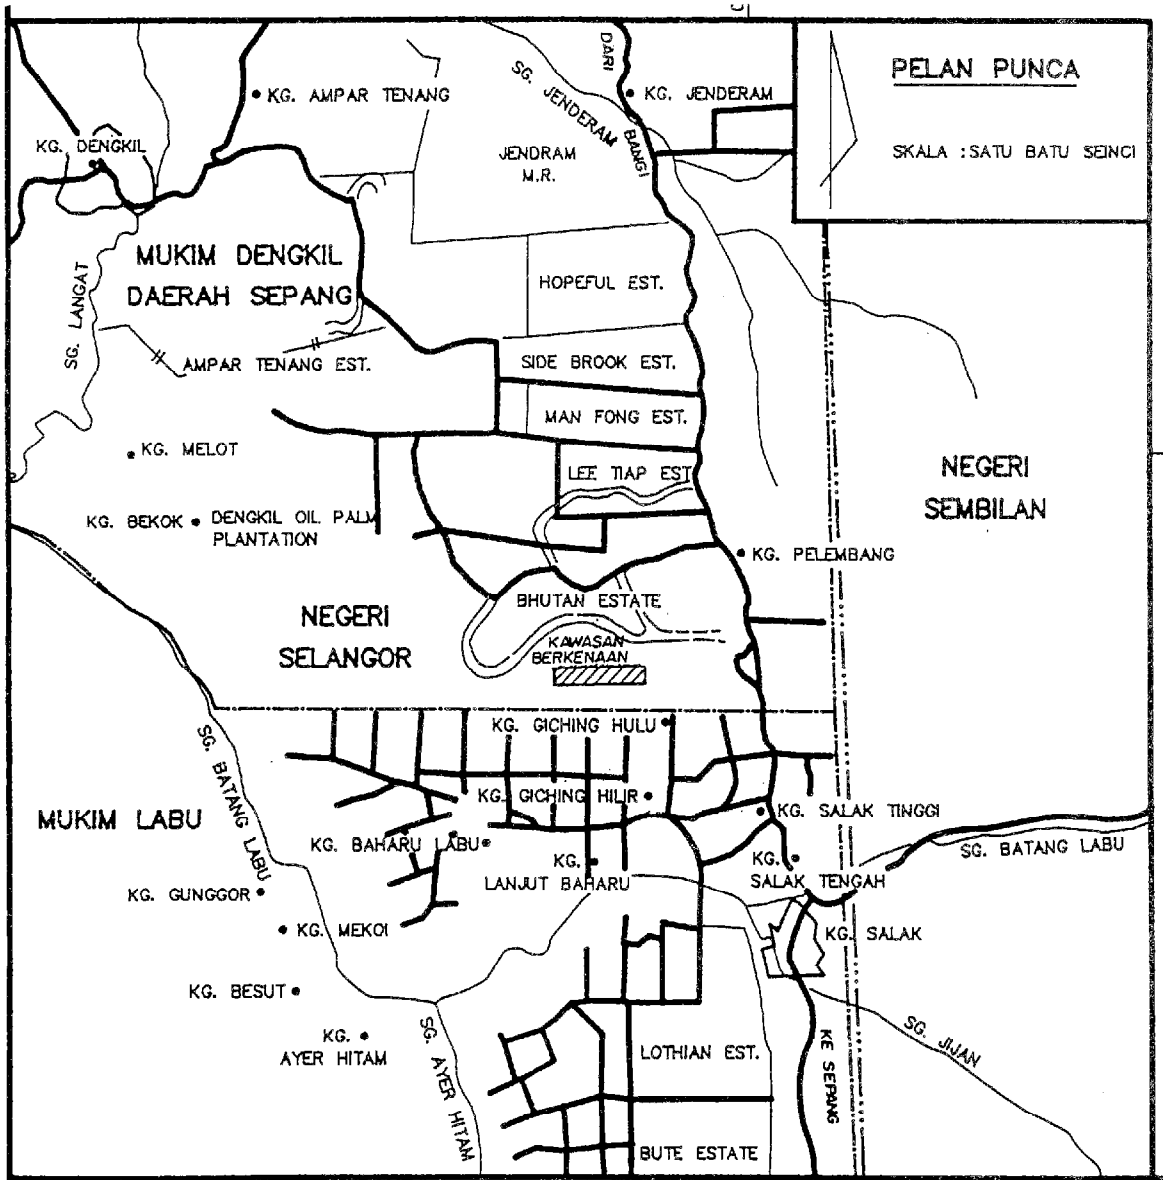 PELAN PUNCA
SKALA : SATU BATU SEINCI
DARI
BANGI
SG. JENDERAM
KG. AMPAR TENANG
KG. JENDERAM
KG. DENGKIL
JENDRAM
M.R.
MUKIM DENGKIL
DAERAH SEPANG
SG. LANGAT
HOPEFUL EST.
AMPAR TENANG EST.
SIDE BROOK EST.
MAN FONG EST.
KG. MELOT
LEE TIAP EST
NEGERI
SEMBILAN
KG. BEKOK
DENGKIL OIL PALM
PLANTATION
KG. PELEMBANG
NEGERI
SELANGOR
BHUTAN ESTATE
KAWASAN
BERKENAAN
KG. GICHING HULU
SG. BATANG LABU
KG. GICHING HILIR
MUKIM LABU
KG. SALAK TINGGI
KG. BAHARU LABU
SG. BATANG LABU
KG.
LANJUT BAHARU
KG.
SALAK TENGAH
KG. GUNGGOR
KG. MEKOI
KG. SALAK
KG. BESUT
KG.
AYER HITAM
SG. AYER HITAM
LOTHIAN EST.
KE SEPANG
SG. JIJAN
BUTE ESTATE